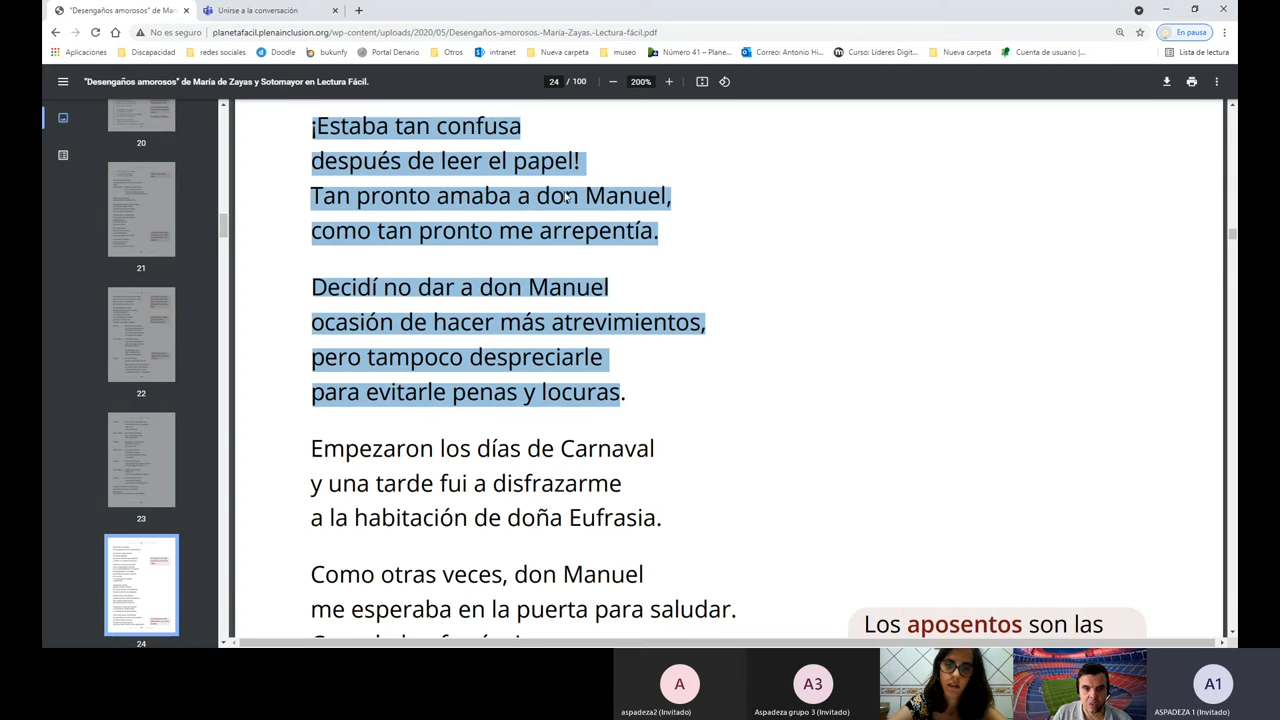 "Desengaños amorosos" de Mar
Unirse a la conversación
No es seguro
planetafacil.plenainclusion.org/wp-content/uploads/2020/05/Desengaños-amorosos.-María-Zayas.-Lectura-fácil.pdf
En pausa
Aplicaciones
Discapacidad
redes sociales
Doodle
bukunfy
Portal Denario
Otros
intranet
Nueva carpeta
museo
Número 41 – Plane...
Correo: Antonio Hi...
Curso: Líderes Digit...
Nueva carpeta
Cuenta de usuario|...
Lista de lectura
"Desengaños amorosos" de María de Zayas y Sotomayor en Lectura Fácil.
24 / 100
200%
20
21
22
23
24
¡Estaba tan confusa
después de leer el papel!
Tan pronto amaba a don Manuel,
como tan pronto me arrepentía.
Decidí no dar a don Manuel
ocasión de hacer más atrevimientos,
pero tampoco despreciarle
para evitarle penas y locuras.
Empezaron los días de Carnaval
y una tarde fui a disfrazarme
a la habitación de doña Eufrasia.
Como otras veces, don Manuel
me esperaba en la puerta para saludar.
Los aposentos son las
A
A3
A1
aspadeza2 (Invitado)
Aspadeza grupo 3 (Invitado)
ASPADEZA 1 (Invitado)